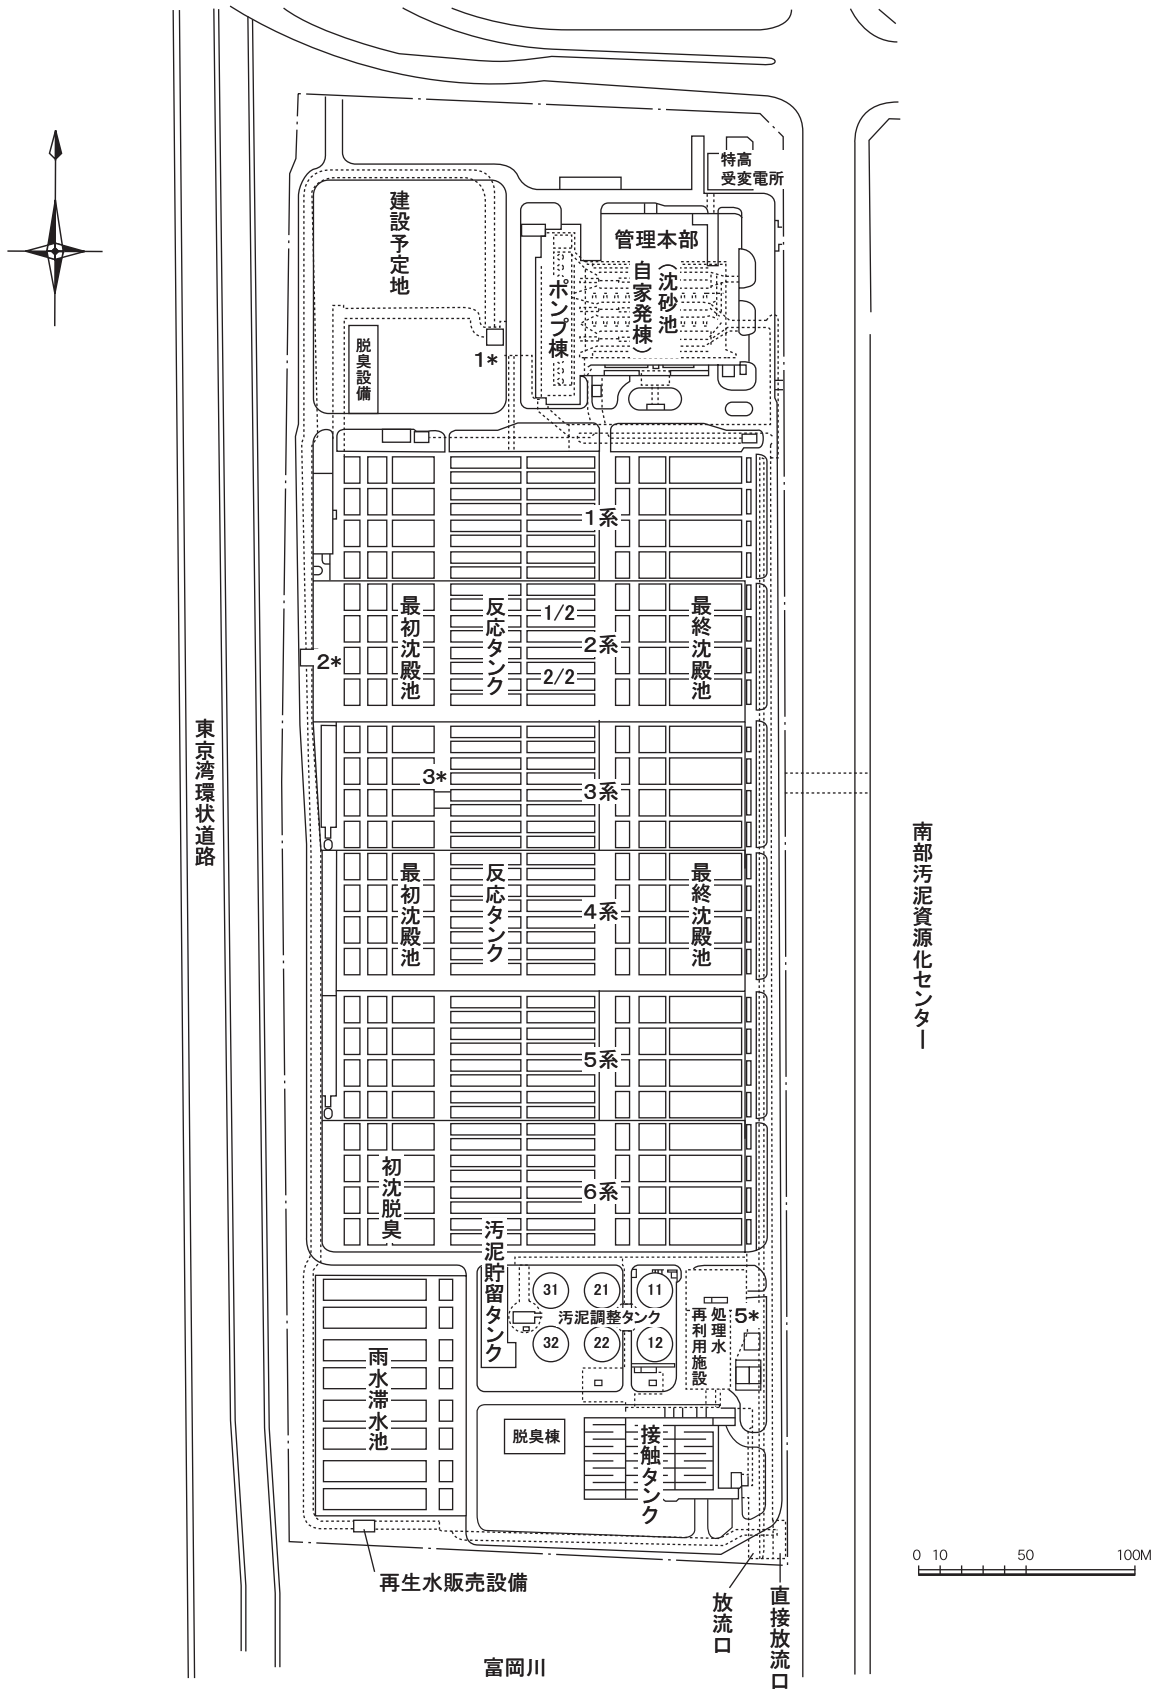 特高
受変電所
建設予定地
管理本部
(沈砂池
自家発棟)
ポンプ棟
脱臭設備
1*
1系
最初沈殿池
反応タンク
1/2
2系
2/2
最終沈殿池
2*
東京湾環状道路
3*
3系
南部汚泥資源化センター
最初沈殿池
反応タンク
4系
最終沈殿池
5系
初沈脱臭
6系
汚泥貯留タンク
31
21
11
汚泥調整タンク
32
22
12
処理水
再利用施設
5*
雨水滞水池
脱臭棟
接触タンク
再生水販売設備
放流口
直接放流口
0 10 50 100M
富岡川